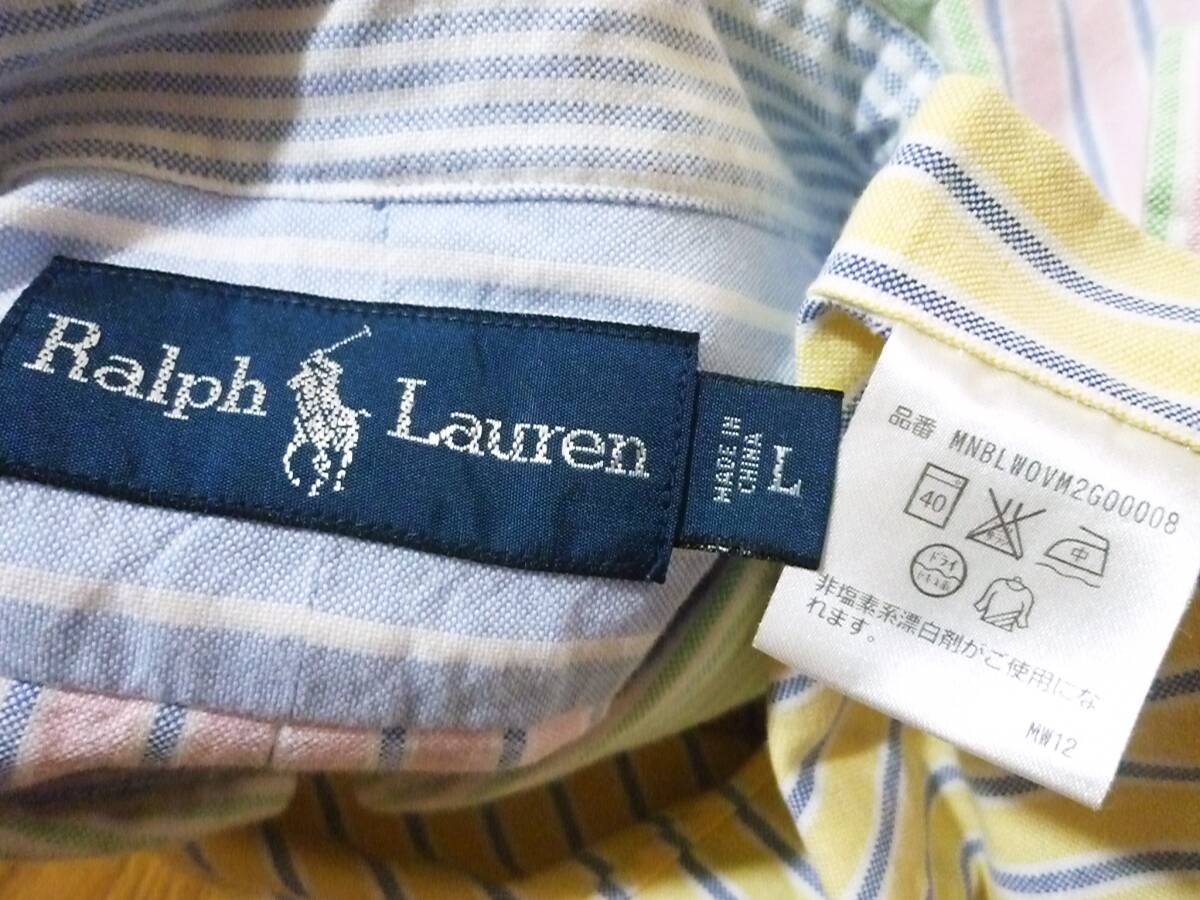 Ralph Lauren
MADE IN
CHINA
L
品番 MNBLWOVM2G00008
40
中
ドライ
非塩素系漂白剤がご使用にな
れます。
MW12